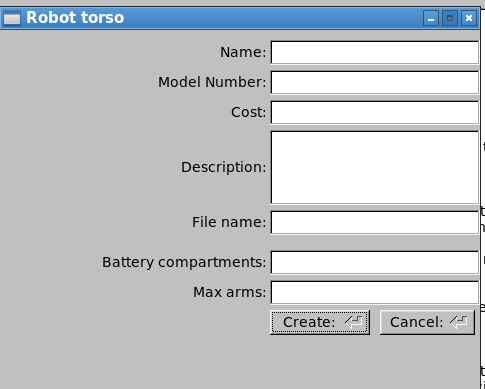 Robot torso
Name:
Model Number:
Cost:
Description:
File name:
Battery compartments:
Max arms:
Create:
Cancel: